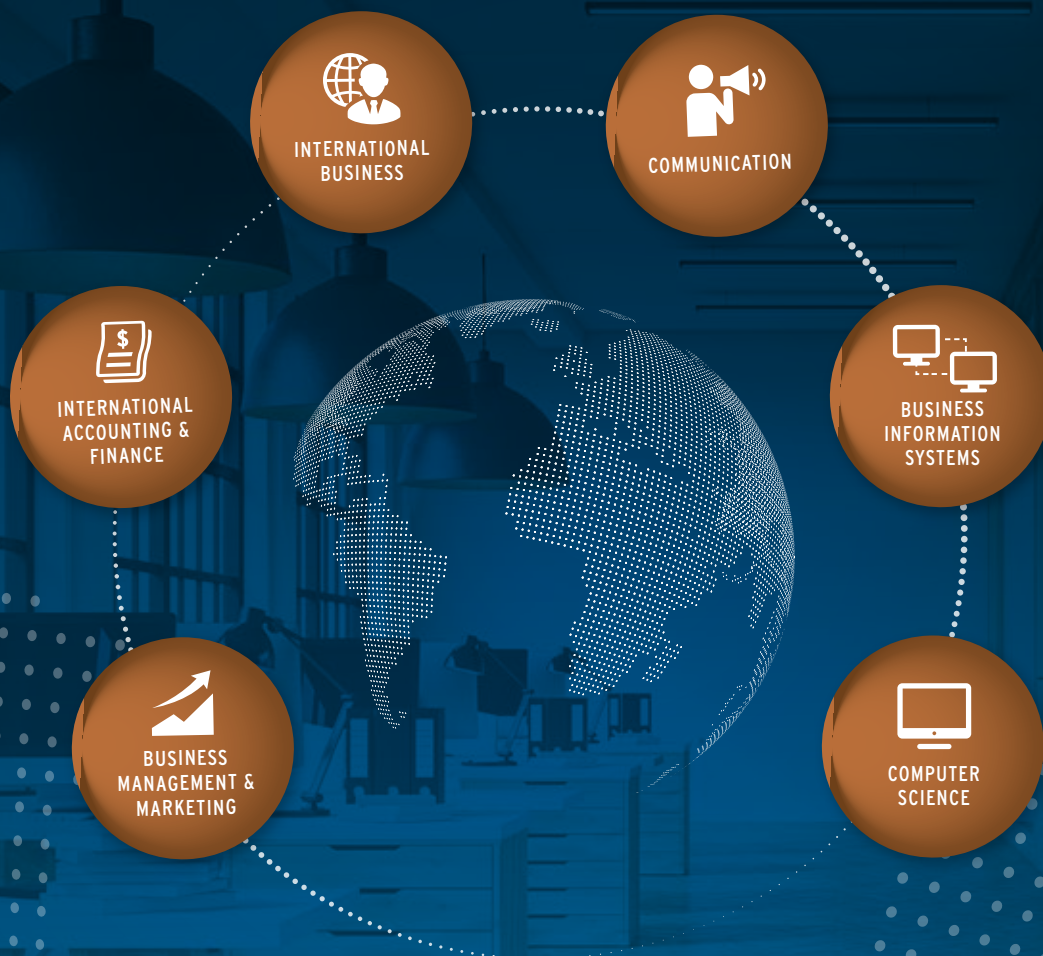 INTERNATIONAL
BUSINESS
COMMUNICATION
INTERNATIONAL
ACCOUNTING &
FINANCE
$
BUSINESS
INFORMATION
SYSTEMS
BUSINESS
MANAGEMENT &
MARKETING
COMPUTER
SCIENCE